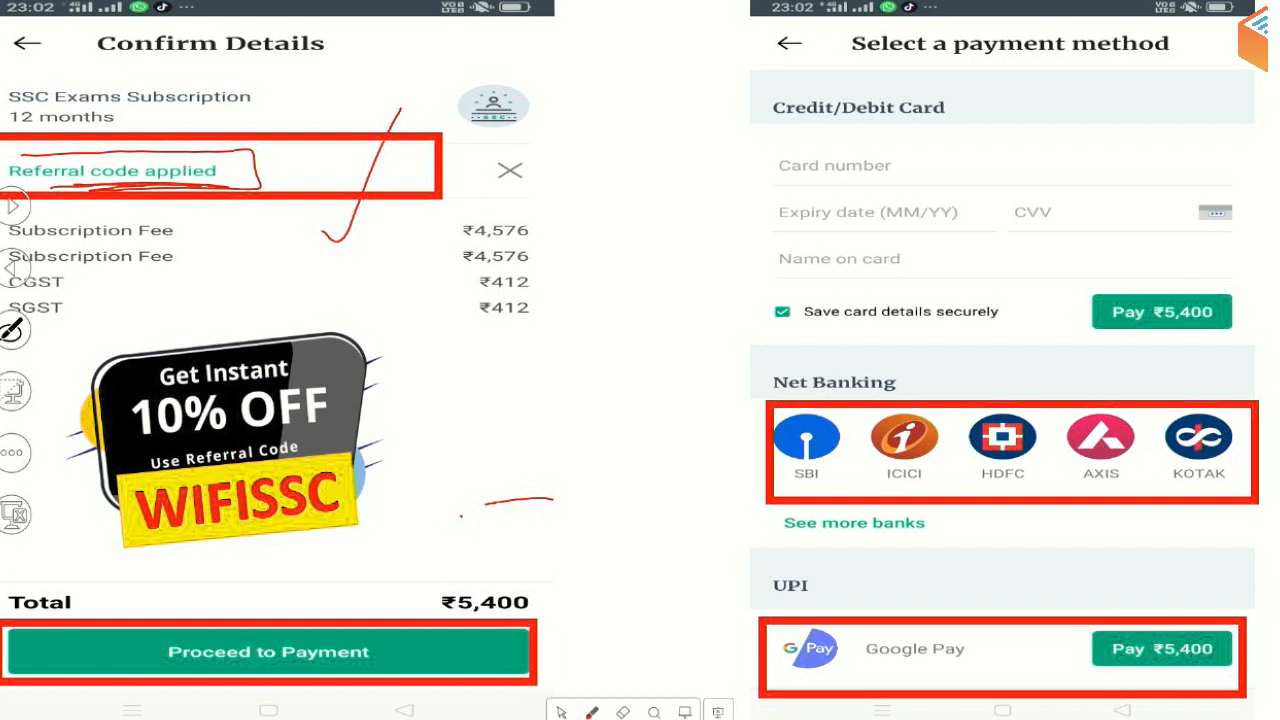 23:02
Confirm Details
SSC Exams Subscription
12 months
SSC
Referral code applied
Subscription Fee ₹4,576
Subscription Fee ₹4,576
CGST ₹412
SGST ₹412
Get Instant
10% OFF
Use Referral Code
WIFISSC
Total ₹5,400
Proceed to Payment
23:02
Select a payment method
Credit/Debit Card
Card number
Expiry date (MM/YY) CVV
Name on card
Save card details securely Pay ₹5,400
Net Banking
SBI ICICI HDFC AXIS KOTAK
See more banks
UPI
G Pay Google Pay Pay ₹5,400